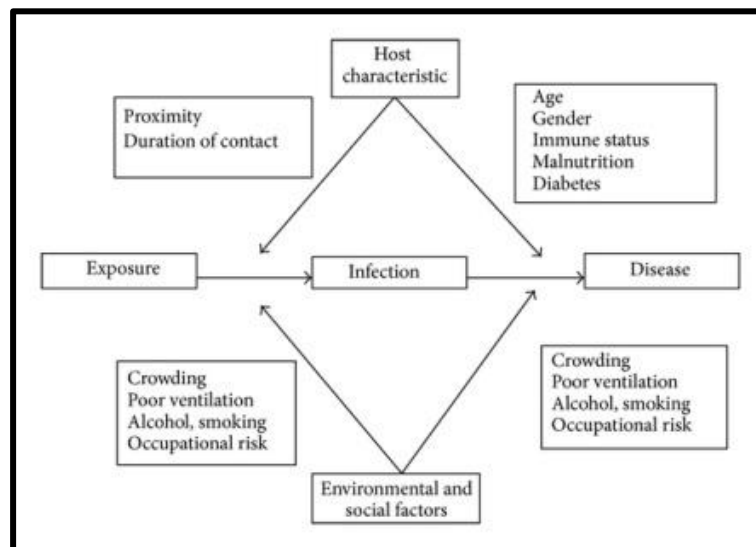 Host
characteristic
Proximity
Duration of contact
Age
Gender
Immune status
Malnutrition
Diabetes
Exposure
Infection
Disease
Crowding
Poor ventilation
Alcohol, smoking
Occupational risk
Crowding
Poor ventilation
Alcohol, smoking
Occupational risk
Environmental and
social factors